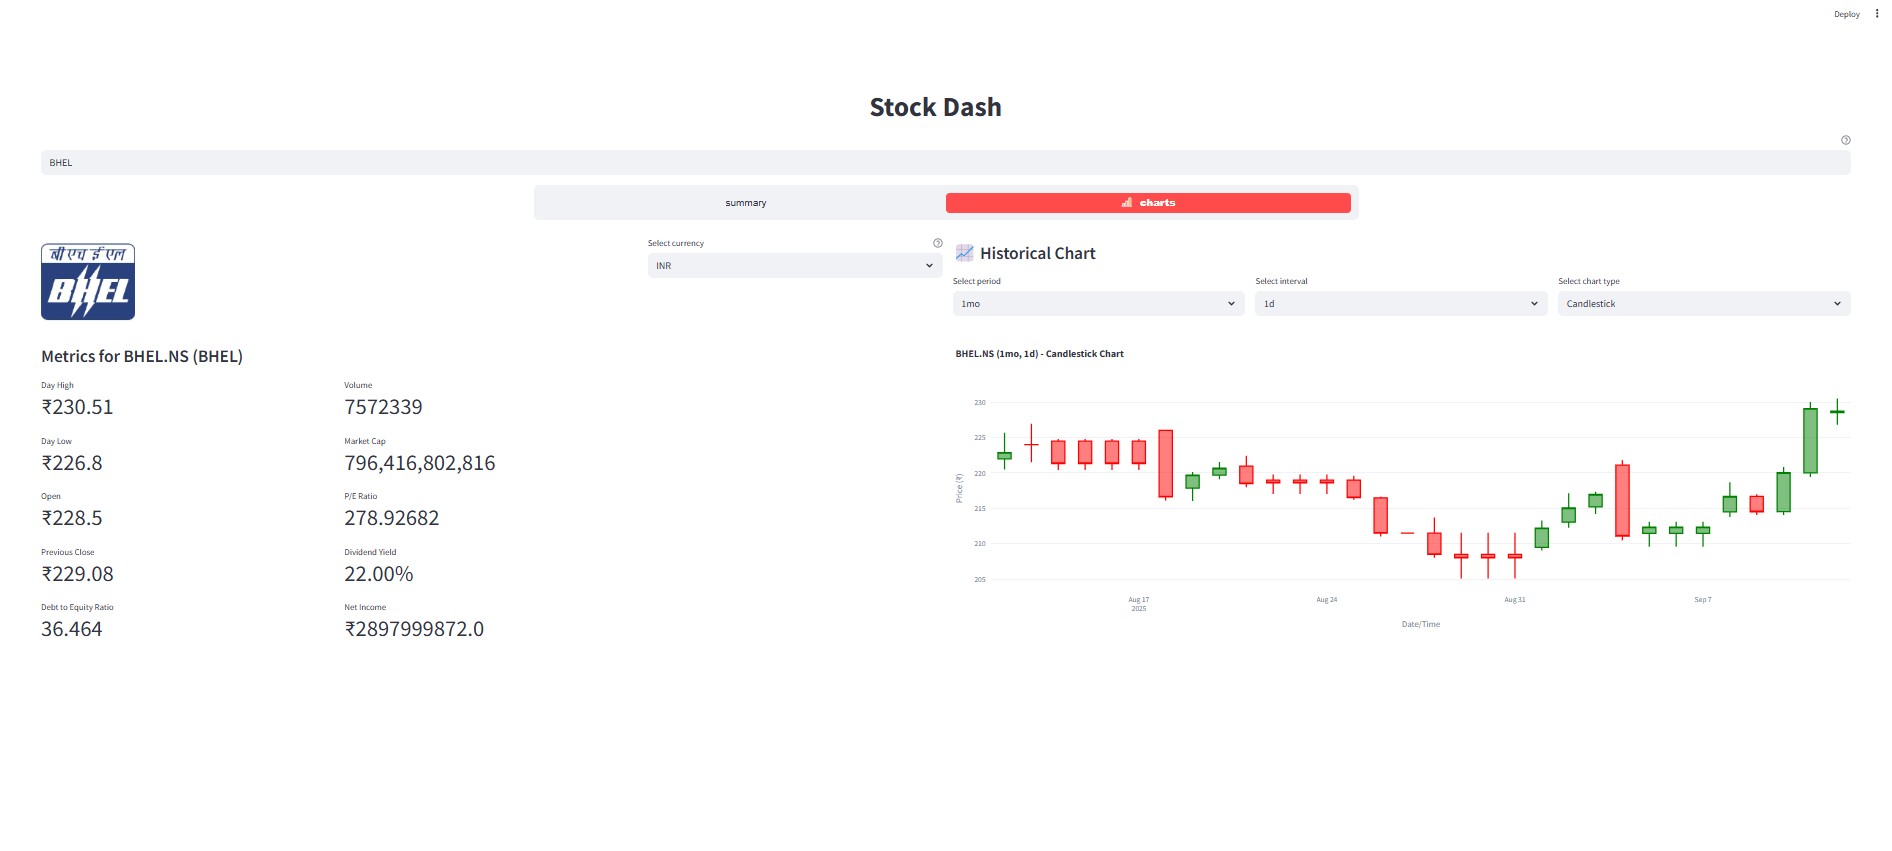 Deploy
Stock Dash
BHEL
summary
charts
बी एच ई एल
BHEL
Select currency
INR
Metrics for BHEL.NS (BHEL)
Day High
₹230.51
Volume
7572339
Day Low
₹226.8
Market Cap
796,416,802,816
Open
₹228.5
P/E Ratio
278.92682
Previous Close
₹229.08
Dividend Yield
22.00%
Debt to Equity Ratio
36.464
Net Income
₹2897999872.0
Historical Chart
Select period
1mo
Select interval
1d
Select chart type
Candlestick
BHEL.NS (1mo, 1d) - Candlestick Chart
Price (₹)
230
225
220
215
210
205
Aug 17
2025
Aug 24
Aug 31
Sep 7
Date/Time